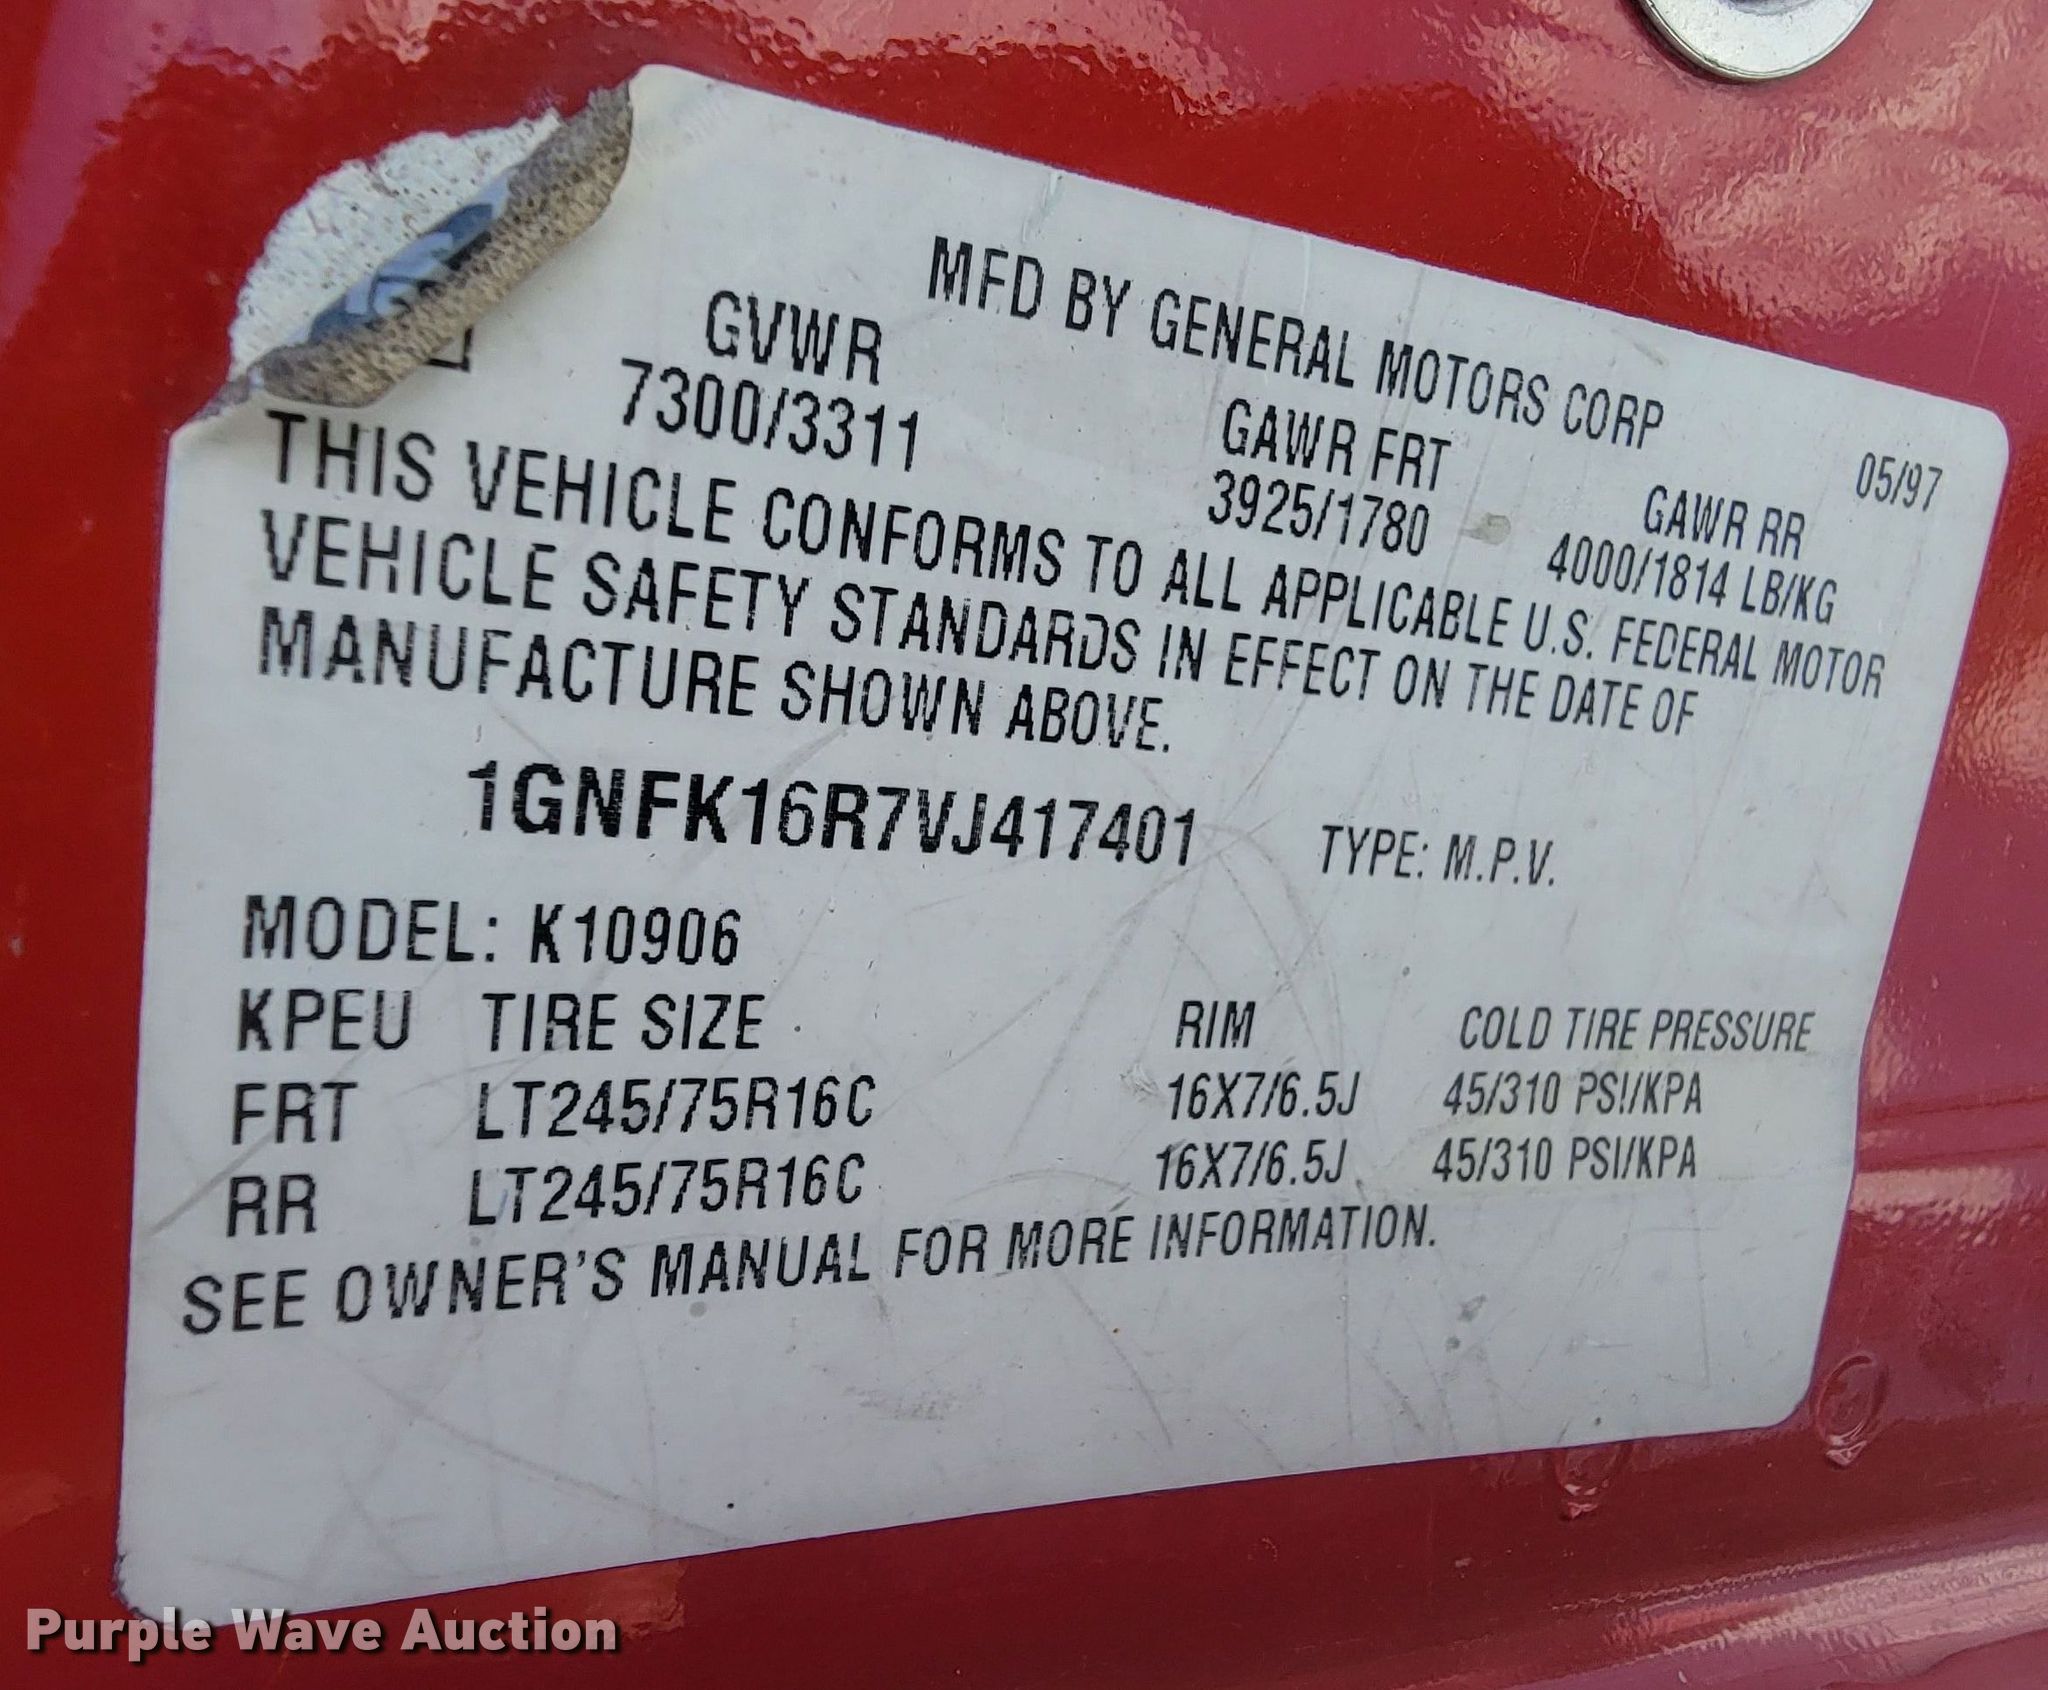 MFD BY GENERAL MOTORS CORP
05/97
GVWR GAWR FRT GAWR RR
7300/3311 3925/1780 4000/1814 LB/KG
THIS VEHICLE CONFORMS TO ALL APPLICABLE U.S. FEDERAL MOTOR
VEHICLE SAFETY STANDARDS IN EFFECT ON THE DATE OF
MANUFACTURE SHOWN ABOVE.
1GNFK16R7VJ417401 TYPE: M.P.V.
MODEL: K10906
KPEU TIRE SIZE RIM COLD TIRE PRESSURE
FRT LT245/75R16C 16X7/6.5J 45/310 PSI/KPA
RR LT245/75R16C 16X7/6.5J 45/310 PSI/KPA
SEE OWNER'S MANUAL FOR MORE INFORMATION.
Purple Wave Auction